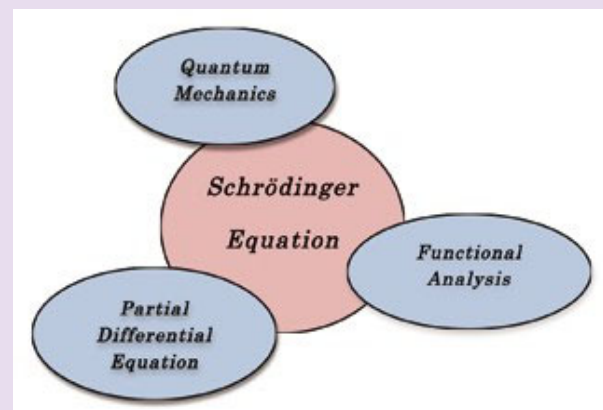 Quantum
Mechanics
Schrödinger
Equation
Functional
Analysis
Partial
Differential
Equation